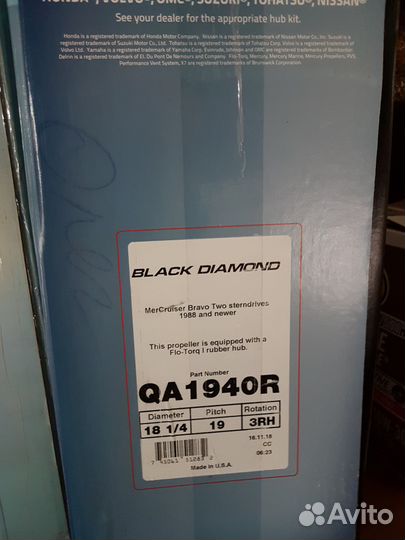 HONDA®, VOLVO®, OMC®, SUZUKI®, TOHATSU®, NISSAN®
See your dealer for the appropriate hub kit.
Honda is a registered trademark of Honda Motor Company. Nissan is a registered trademark of Nissan Motor Co. Inc. Suzuki is a
registered trademark of Suzuki Motor Co. Tohatsu is a registered trademark of Tohatsu Corp. Volvo is a registered trademark of
Volvo Ltd. Yamaha is a registered trademark of Yamaha Corp. Evinrude, Johnson and OMC are registered trademarks of Bombardier.
Delrin is a registered trademark of El. Du Pont De Nemours and Company. Flo-Torq, Mercury, Marine, Mercury Propellers, PVS,
Performance Vent System, X7 are registered trademarks of Brunswick Corporation.
BLACK DIAMOND
MerCruiser Bravo Two sterndrives
1988 and newer
This propeller is equipped with a
Flo-Torq I rubber hub.
Part Number
QA1940R
Diameter Pitch Rotation
18 1/4 19 3RH
16.11.18
CC
06:23
Made in U.S.A.
Avito